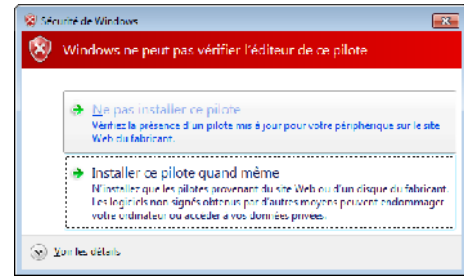 Sécurité de Windows
Windows ne peut pas vérifier l'éditeur de ce pilote
Ne pas installer ce pilote
Vérifiez la présence d'un pilote mis à jour pour votre périphérique sur le site
Web du fabricant.
Installer ce pilote quand même
N'installez que les pilotes provenant du site Web ou d'un disque du fabricant.
Les logiciels non signés obtenus par d'autres moyens peuvent endommager
votre ordinateur ou accéder à vos données privées.
Voir les détails